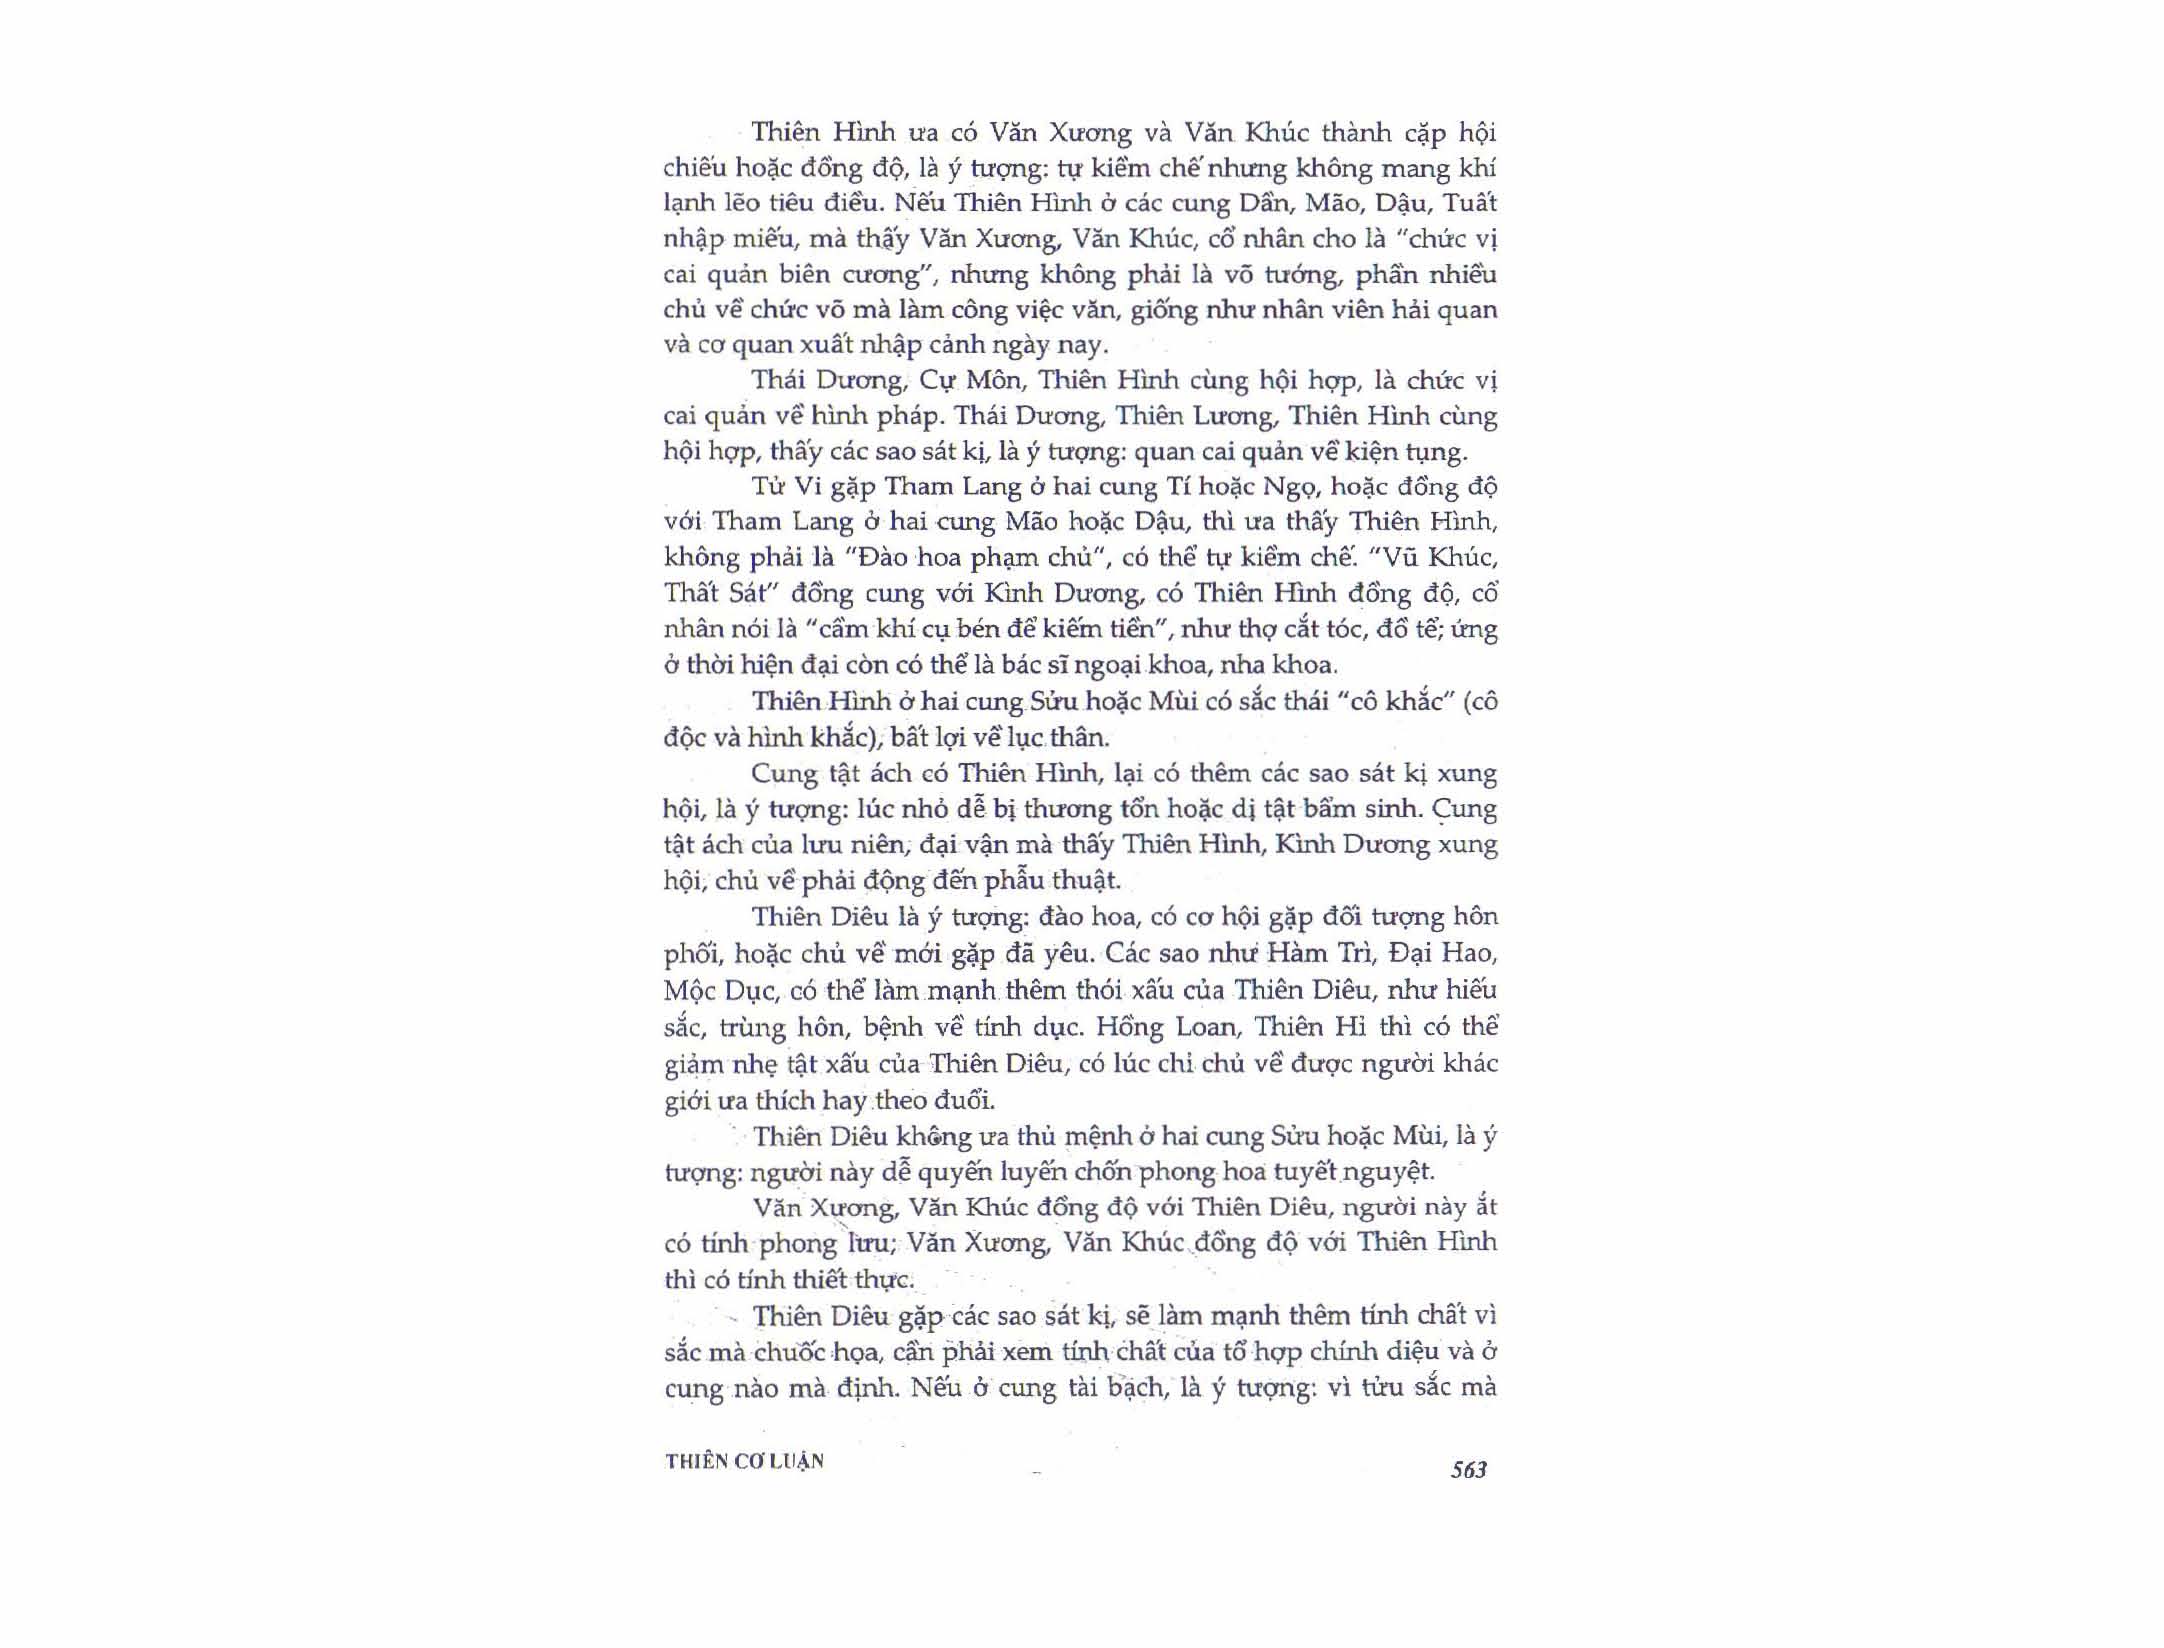 Thiên Hình ưa có Văn Xương và Văn Khúc thành cặp hội
chiếu hoặc đồng độ, là ý tượng: tự kiềm chế nhưng không mang khí
lạnh lẽo tiêu điều. Nếu Thiên Hình ở các cung Dần, Mão, Dậu, Tuất
nhập miếu, mà thấy Văn Xương, Văn Khúc, cổ nhân cho là "chức vị
cai quản biên cương", nhưng không phải là võ tướng, phần nhiều
chủ về chức võ mà làm công việc văn, giống như nhân viên hải quan
và cơ quan xuất nhập cảnh ngày nay.
Thái Dương, Cự Môn, Thiên Hình cùng hội hợp, là chức vị
cai quản về hình pháp. Thái Dương, Thiên Lương, Thiên Hình cùng
hội hợp, thấy các sao sát kị, là ý tượng: quan cai quản về kiện tụng.
Tử Vi gặp Tham Lang ở hai cung Tí hoặc Ngọ, hoặc đồng độ
với Tham Lang ở hai cung Mão hoặc Dậu, thì ưa thấy Thiên Hình,
không phải là "Đào hoa phạm chủ", có thể tự kiềm chế. "Vũ Khúc,
Thất Sát" đồng cung với Kình Dương, có Thiên Hình đồng độ, cổ
nhân nói là "cầm khí cụ bén để kiếm tiền", như thợ cắt tóc, đồ tể; ứng
ở thời hiện đại còn có thể là bác sĩ ngoại khoa, nha khoa.
Thiên Hình ở hai cung Sửu hoặc Mùi có sắc thái "cô khắc" (cô
độc và hình khắc), bất lợi về lục thân.
Cung tật ách có Thiên Hình, lại có thêm các sao sát kị xung
hội, là ý tượng: lúc nhỏ dễ bị thương tổn hoặc dị tật bẩm sinh. Cung
tật ách của lưu niên, đại vận mà thấy Thiên Hình, Kình Dương xung
hội, chủ về phải động đến phẫu thuật.
Thiên Diêu là ý tượng: đào hoa, có cơ hội gặp đối tượng hôn
phối, hoặc chủ về mới gặp đã yêu. Các sao như Hàm Trì, Đại Hao,
Mộc Dục, có thể làm mạnh thêm thói xấu của Thiên Diêu, như hiếu
sắc, trùng hôn, bệnh về tính dục. Hồng Loan, Thiên Hỉ thì có thể
giảm nhẹ tật xấu của Thiên Diêu, có lúc chỉ chủ về được người khác
giới ưa thích hay theo đuổi.
Thiên Diêu không ưa thủ mệnh ở hai cung Sửu hoặc Mùi, là ý
tượng: người này dễ quyến luyến chốn phong hoa tuyết nguyệt.
Văn Xương, Văn Khúc đồng độ với Thiên Diêu, người này ắt
có tính phong lưu; Văn Xương, Văn Khúc đồng độ với Thiên Hình
thì có tính thiết thực.
Thiên Diêu gặp các sao sát kị, sẽ làm mạnh thêm tính chất vì
sắc mà chuốc họa, cần phải xem tính chất của tổ hợp chính diệu và ở
cung nào mà định. Nếu ở cung tài bạch, là ý tượng: vì tửu sắc mà
THIÊN CƠ LUẬN
563